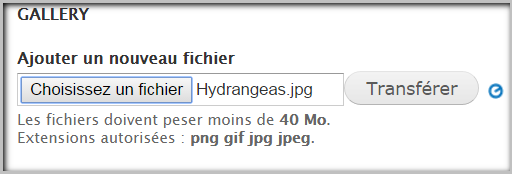 GALLERY
Ajouter un nouveau fichier
Choisissez un fichier Hydrangeas.jpg Transférer
Les fichiers doivent peser moins de 40 Mo.
Extensions autorisées : png gif jpg jpeg.